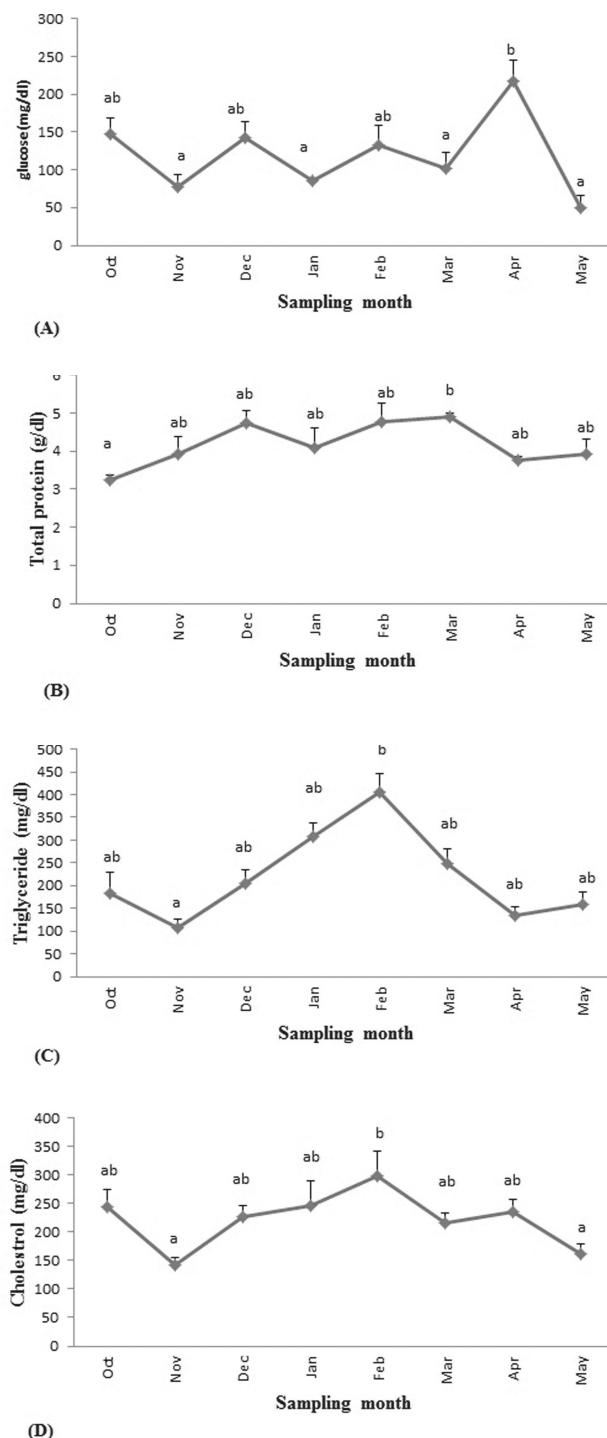 300
250
200
150
100
50
0
glucose(mg/dl)
ab a ab a ab a b a
Oct Nov Dec Jan Feb Mar Apr May
Sampling month
(A)
6
5
4
3
2
1
0
Total protein (g/dl)
a ab ab ab ab b ab ab
Oct Nov Dec Jan Feb Mar Apr May
Sampling month
(B)
500
450
400
350
300
250
200
150
100
50
0
Triglyceride (mg/dl)
ab a ab ab b ab ab ab
Oct Nov Dec Jan Feb Mar Apr May
Sampling month
(C)
400
350
300
250
200
150
100
50
0
Cholestrol (mg/dl)
ab a ab ab b ab ab a
Oct Nov Dec Jan Feb Mar Apr May
Sampling month
(D)